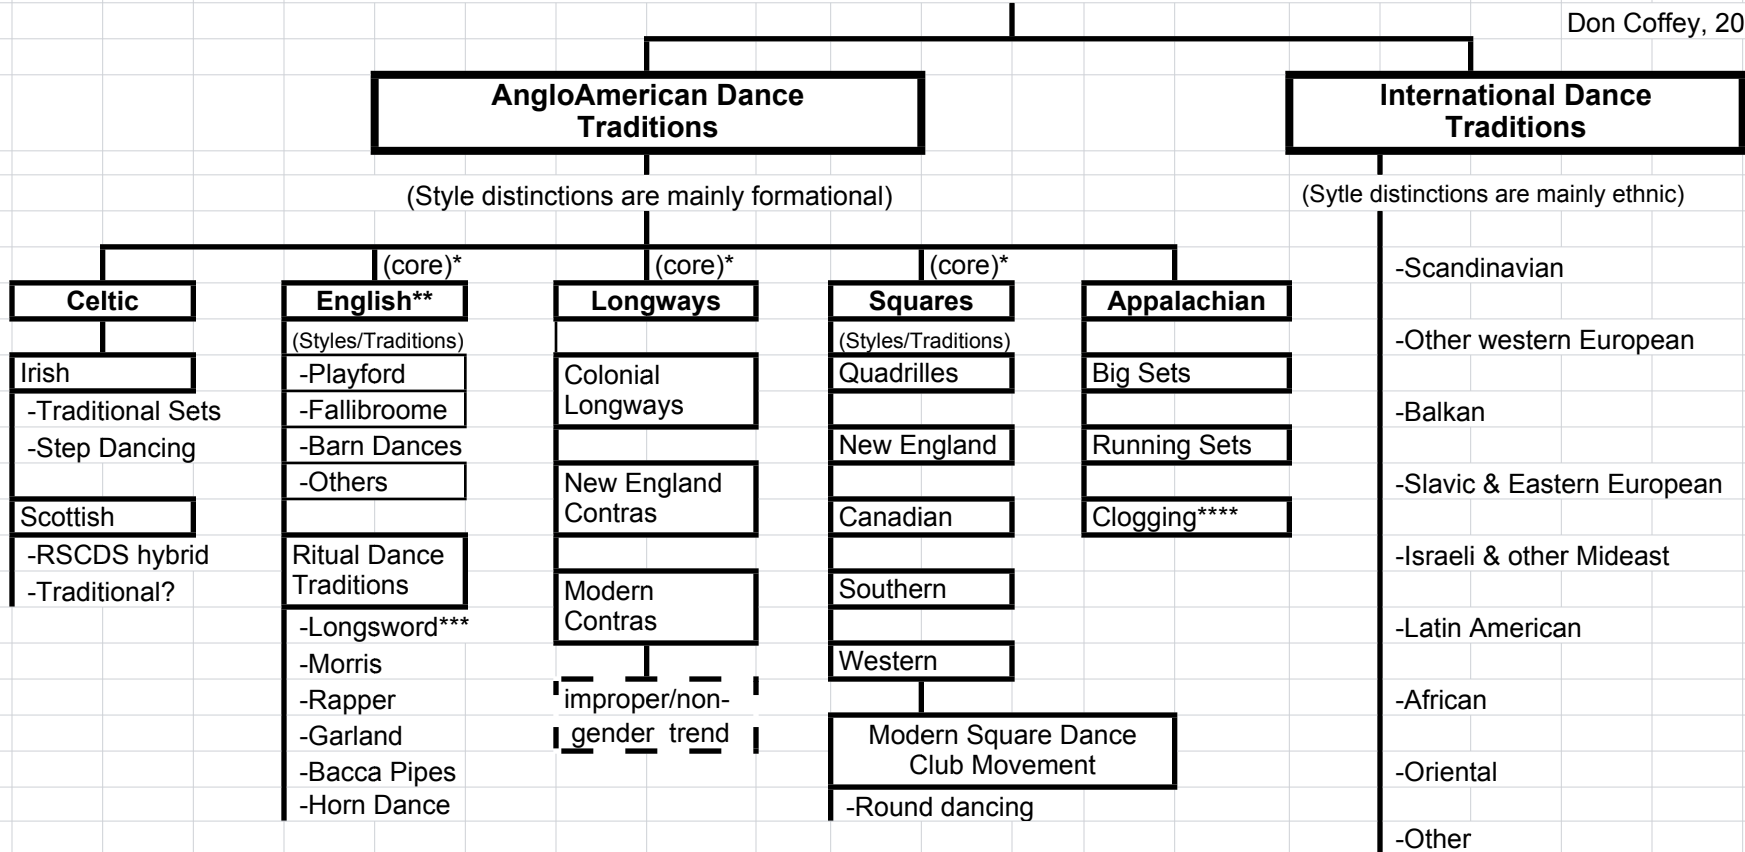 Don Coffey, 20
AngloAmerican Dance
Traditions
International Dance
Traditions
(Style distinctions are mainly formational)
(Sytle distinctions are mainly ethnic)
(core)*
(core)*
(core)*
Celtic
Irish
-Traditional Sets
-Step Dancing
Scottish
-RSCDS hybrid
-Traditional?
English**
(Styles/Traditions)
-Playford
-Fallibroome
-Barn Dances
-Others
Ritual Dance
Traditions
-Longsword***
-Morris
-Rapper
-Garland
-Bacca Pipes
-Horn Dance
Longways
Colonial
Longways
New England
Contras
Modern
Contras
improper/non-
gender trend
Squares
(Styles/Traditions)
Quadrilles
New England
Canadian
Southern
Western
Modern Square Dance
Club Movement
-Round dancing
Appalachian
Big Sets
Running Sets
Clogging****
-Scandinavian
-Other western European
-Balkan
-Slavic & Eastern European
-Israeli & other Mideast
-Latin American
-African
-Oriental
-Other